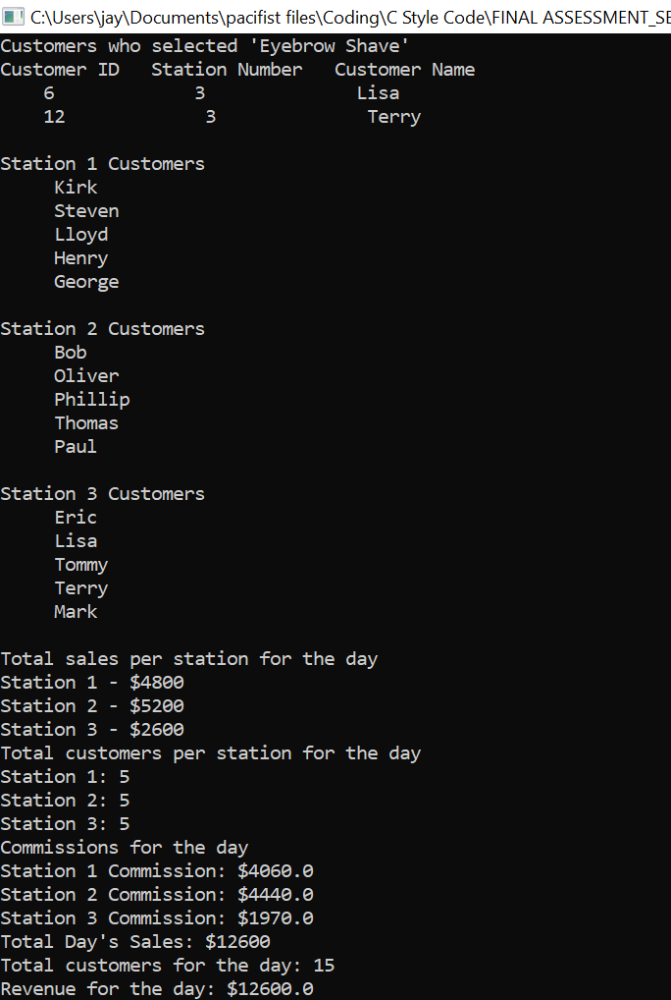 C:\Users\jay\Documents\pacifist files\Coding\C Style Code\FINAL ASSESSMENT_SE
Customers who selected 'Eyebrow Shave'
Customer ID   Station Number   Customer Name
    6             3              Lisa
    12             3              Terry
Station 1 Customers
     Kirk
     Steven
     Lloyd
     Henry
     George
Station 2 Customers
     Bob
     Oliver
     Phillip
     Thomas
     Paul
Station 3 Customers
     Eric
     Lisa
     Tommy
     Terry
     Mark
Total sales per station for the day
Station 1 - $4800
Station 2 - $5200
Station 3 - $2600
Total customers per station for the day
Station 1: 5
Station 2: 5
Station 3: 5
Commissions for the day
Station 1 Commission: $4060.0
Station 2 Commission: $4440.0
Station 3 Commission: $1970.0
Total Day's Sales: $12600
Total customers for the day: 15
Revenue for the day: $12600.0